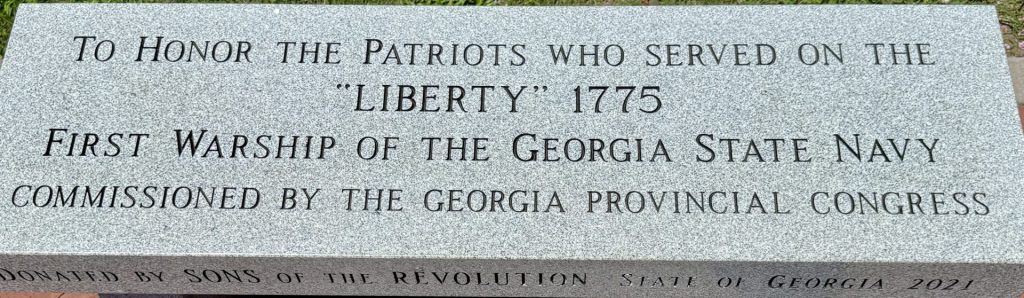 To Honor the Patriots who served on the
"LIBERTY" 1775
First Warship of the Georgia State Navy
commissioned by the Georgia Provincial Congress
Donated by SONS of the REVOLUTION State of Georgia 2021